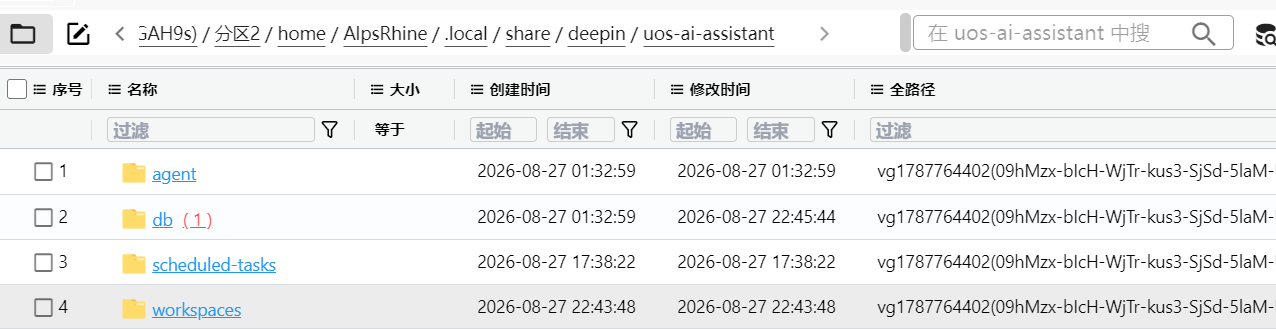 GAH9s) / 分区2 / home / AlpsRhine / .local / share / deepin / uos-ai-assistant
在 uos-ai-assistant 中搜
序号 名称 大小 创建时间 修改时间 全路径
过滤 等于 起始 结束 起始 结束 过滤
1 agent 2026-08-27 01:32:59 2026-08-27 01:32:59 vg1787764402(09hMzx-bIcH-WjTr-kus3-SjSd-5laM-
2 db ( 1 ) 2026-08-27 01:32:59 2026-08-27 22:45:44 vg1787764402(09hMzx-bIcH-WjTr-kus3-SjSd-5laM-
3 scheduled-tasks 2026-08-27 17:38:22 2026-08-27 17:38:22 vg1787764402(09hMzx-bIcH-WjTr-kus3-SjSd-5laM-
4 workspaces 2026-08-27 22:43:48 2026-08-27 22:43:48 vg1787764402(09hMzx-bIcH-WjTr-kus3-SjSd-5laM-